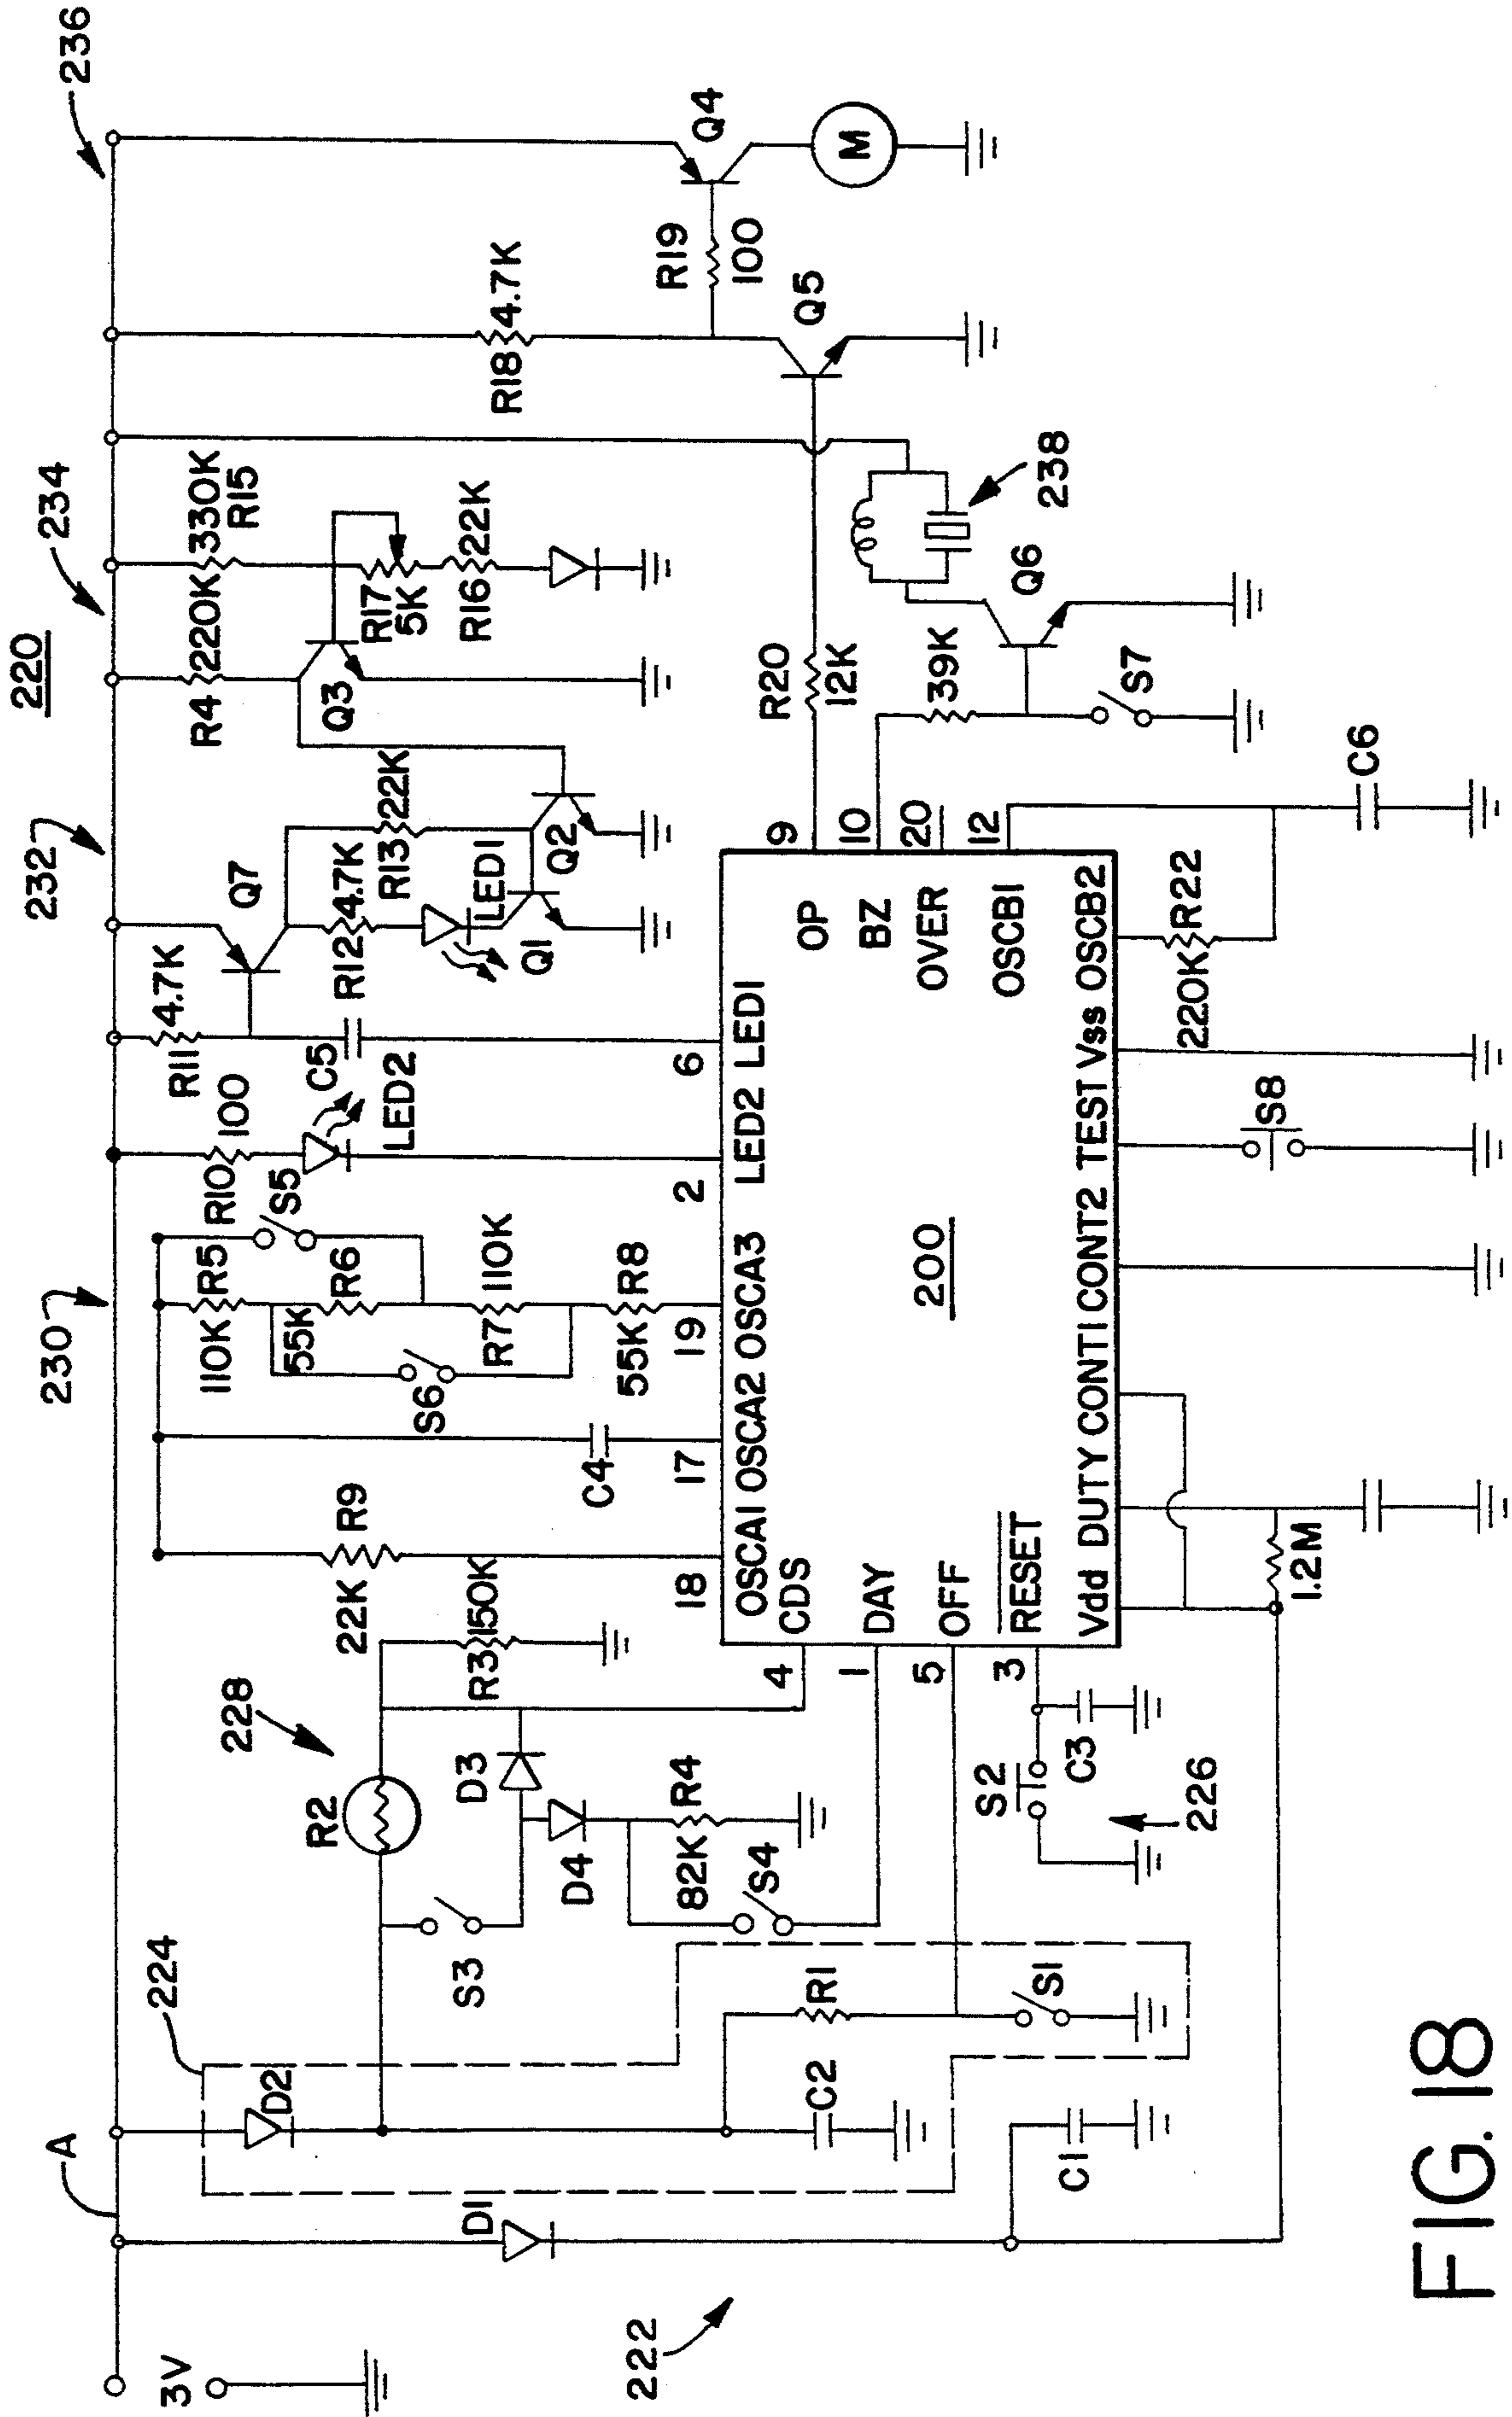 220
A
224
230
232
234
236
3V
222
D1
D2
228
R2
S3
D3
D4
R4
82K
S4
R3
150K
22K
R9
C4
110K
R5
S5
55K
R6
S6
R7
110K
55K
R8
R10
100
LED2
R11
4.7K
C5
Q7
R12
4.7K
LED1
Q1
R13
22K
Q2
R4
220K
Q3
330K
R15
R17
5K
R16
22K
R18
4.7K
R19
100
Q4
M
Q5
R20
12K
238
Q6
39K
S7
C6
R22
220K
18
17
19
2
6
OSCA1
OSCA2
OSCA3
LED2
LED1
4
CDS
1
DAY
5
OFF
3
RESET
200
OP
9
BZ
10
OVER
20
OSCB1
12
Vdd
DUTY
CONT1
CONT2
TEST
Vss
OSCB2
R1
S1
C2
C1
S2
C3
226
1.2M
S8
FIG. 18